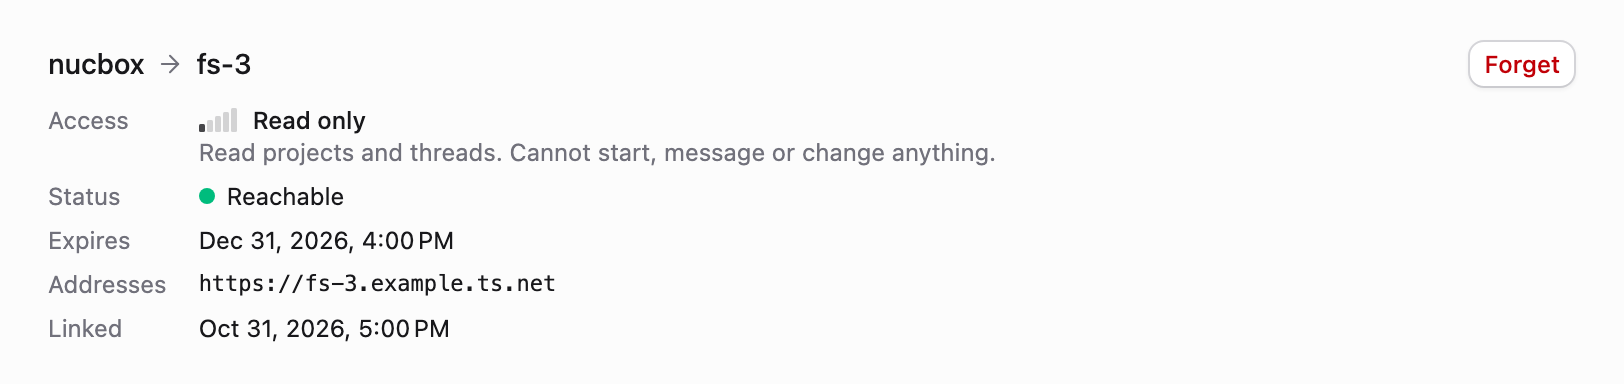 nucbox → fs-3
Forget
Access Read only
Read projects and threads. Cannot start, message or change anything.
Status Reachable
Expires Dec 31, 2026, 4:00 PM
Addresses https://fs-3.example.ts.net
Linked Oct 31, 2026, 5:00 PM